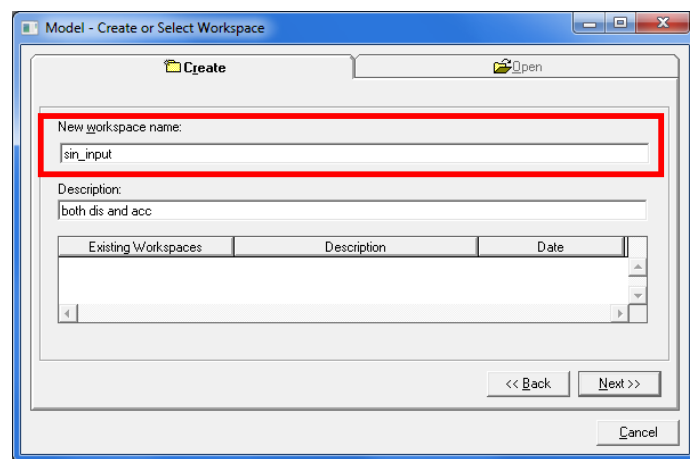 Model - Create or Select Workspace
Create
Open
New workspace name:
sin_input
Description:
both dis and acc
Existing Workspaces Description Date
<< Back Next >>
Cancel